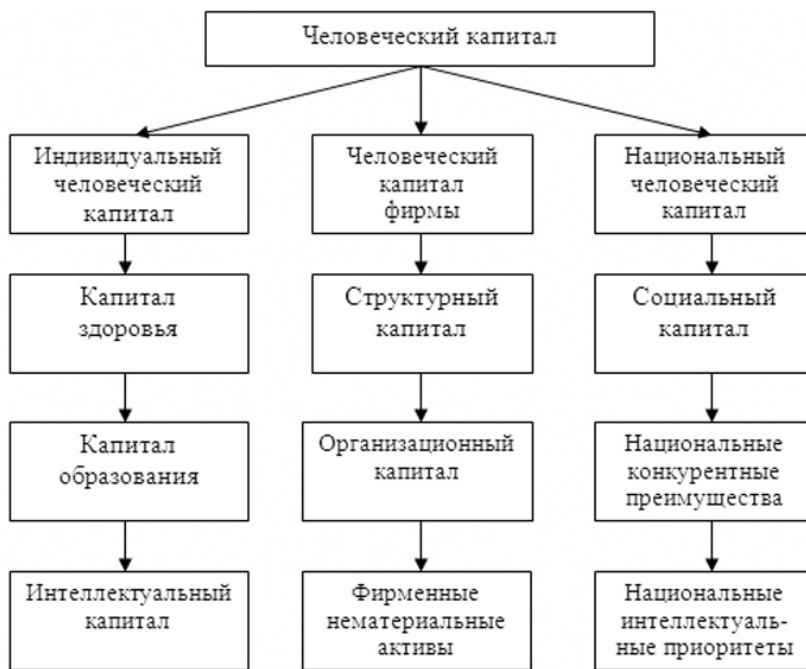 Человеческий капитал
Индивидуальный
человеческий
капитал
Человеческий
капитал
фирмы
Национальный
человеческий
капитал
Капитал
здоровья
Структурный
капитал
Социальный
капитал
Капитал
образования
Организационный
капитал
Национальные
конкурентные
преимущества
Интеллектуальный
капитал
Фирменные
нематериальные
активы
Национальные
интеллектуаль-
ные приоритеты